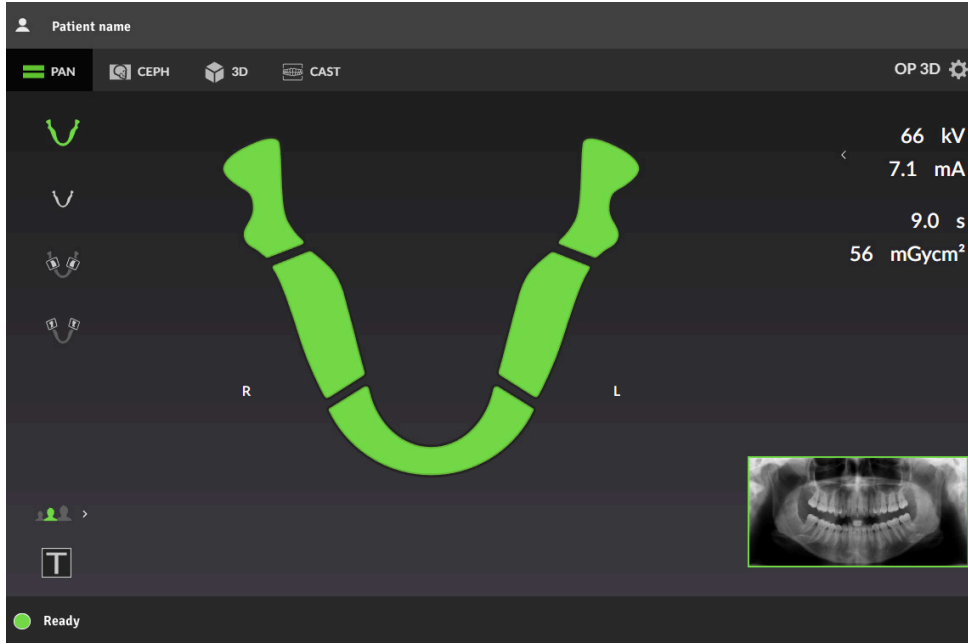 Patient name
PAN CEPH 3D CAST OP 3D
66 kV
7.1 mA
9.0 s
56 mGycm²
R L
T
Ready